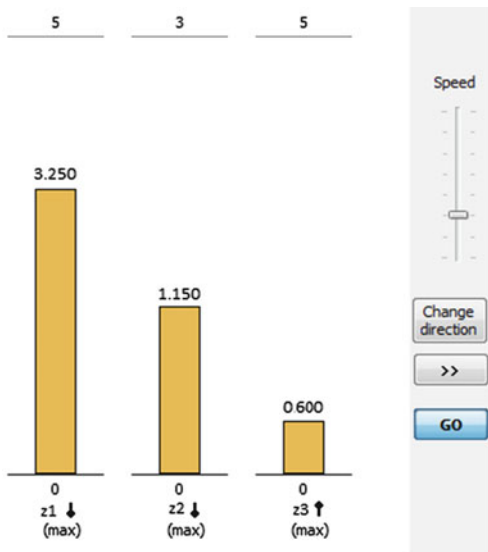 5 3 5
Speed
3.250
1.150
Change
direction
>>
0.600
GO
0 0 0
z1 ⬇ z2 ⬇ z3 ⬆
(max) (max) (max)